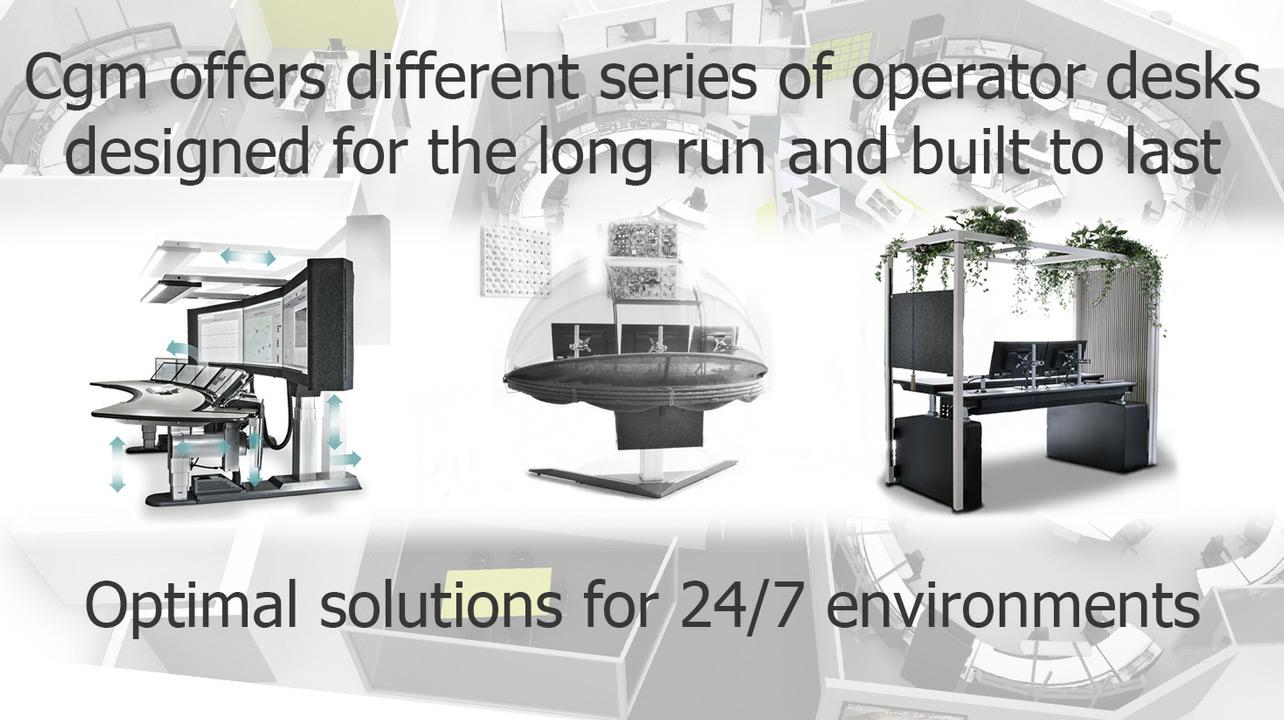 Cgm offers different series of operator desks
designed for the long run and built to last
Optimal solutions for 24/7 environments